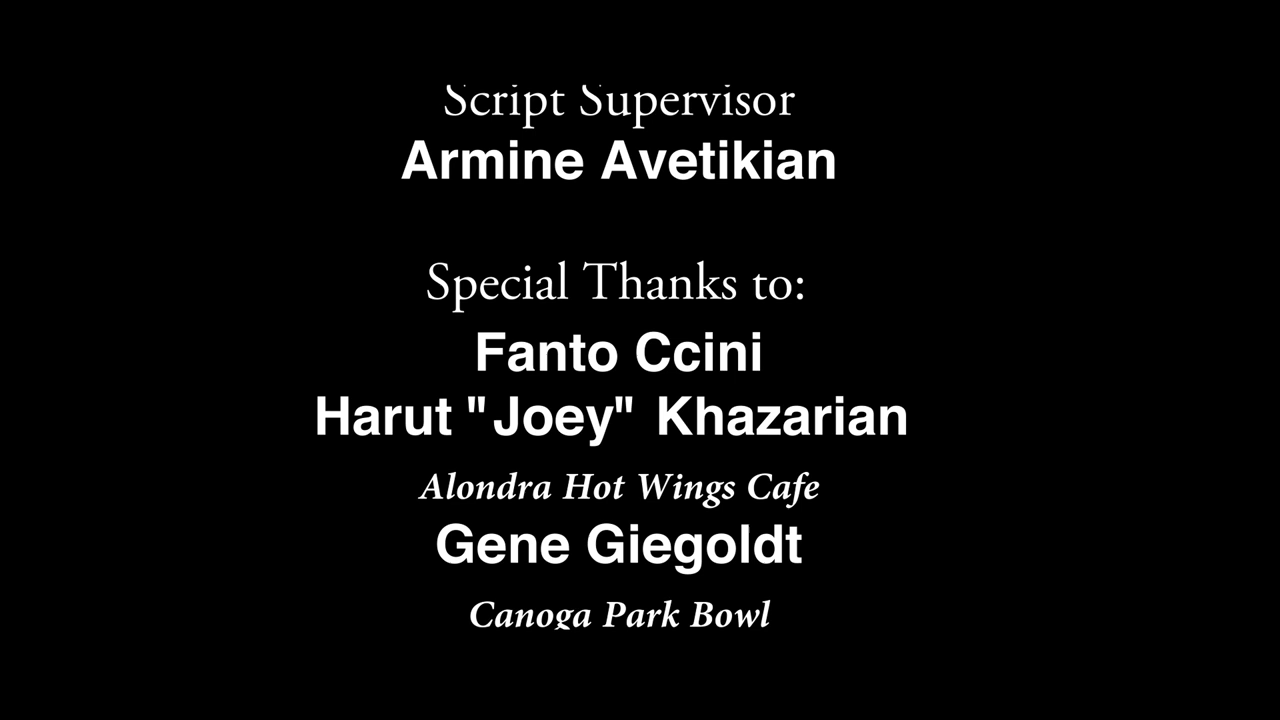 Script Supervisor
Armine Avetikian
Special Thanks to:
Fanto Ccini
Harut "Joey" Khazarian
Alondra Hot Wings Cafe
Gene Giegoldt
Canoga Park Bowl